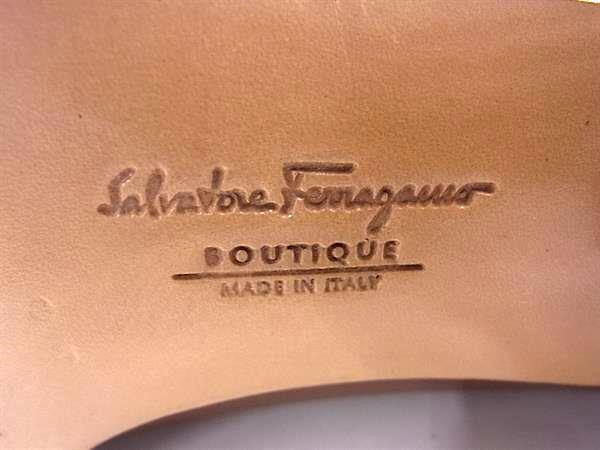 Salvatore Ferragamo
BOUTIQUE
MADE IN ITALY